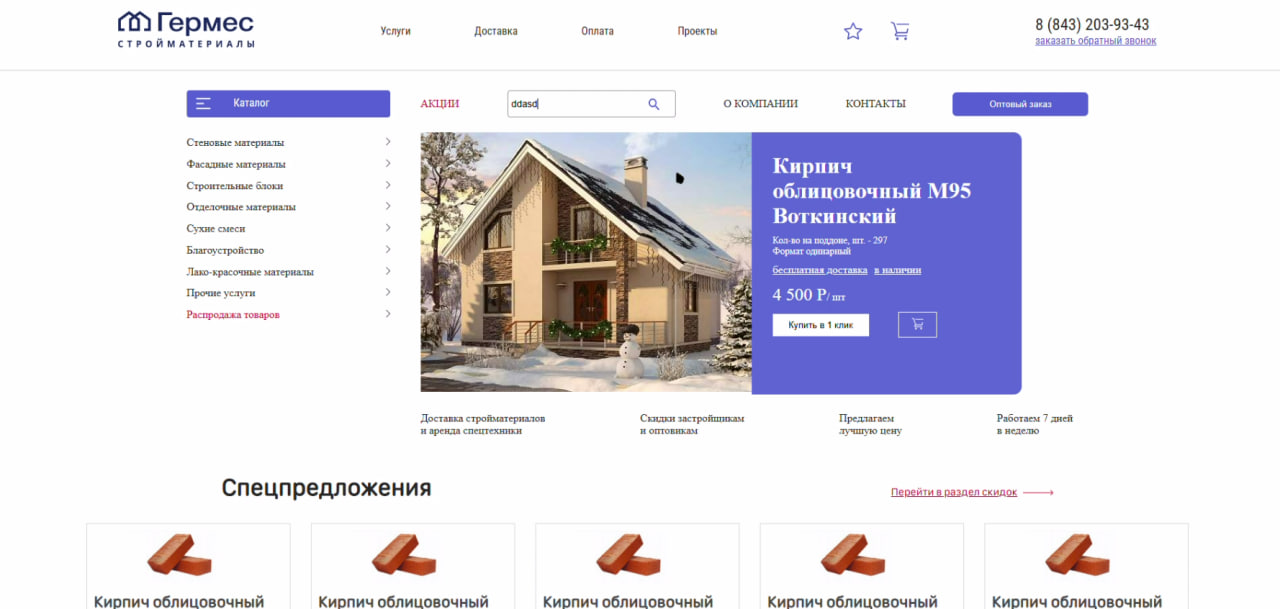 Гермес
СТРОЙМАТЕРИАЛЫ
Услуги
Доставка
Оплата
Проекты
8 (843) 203-93-43
заказать обратный звонок
Каталог
АКЦИИ
ddasd
О КОМПАНИИ
КОНТАКТЫ
Оптовый заказ
Стеновые материалы
Фасадные материалы
Строительные блоки
Отделочные материалы
Сухие смеси
Благоустройство
Лако-красочные материалы
Прочие услуги
Распродажа товаров
Кирпич
облицовочный М95
Воткинский
Кол-во на поддоне, шт. - 297
Формат одинарный
бесплатная доставка в наличии
4 500 Р/ шт
Купить в 1 клик
Доставка стройматериалов
и аренда спецтехники
Скидки застройщикам
и оптовикам
Предлагаем
лучшую цену
Работаем 7 дней
в неделю
Спецпредложения
Перейти в раздел скидок
Кирпич облицовочный
Кирпич облицовочный
Кирпич облицовочный
Кирпич облицовочный
Кирпич облицовочный